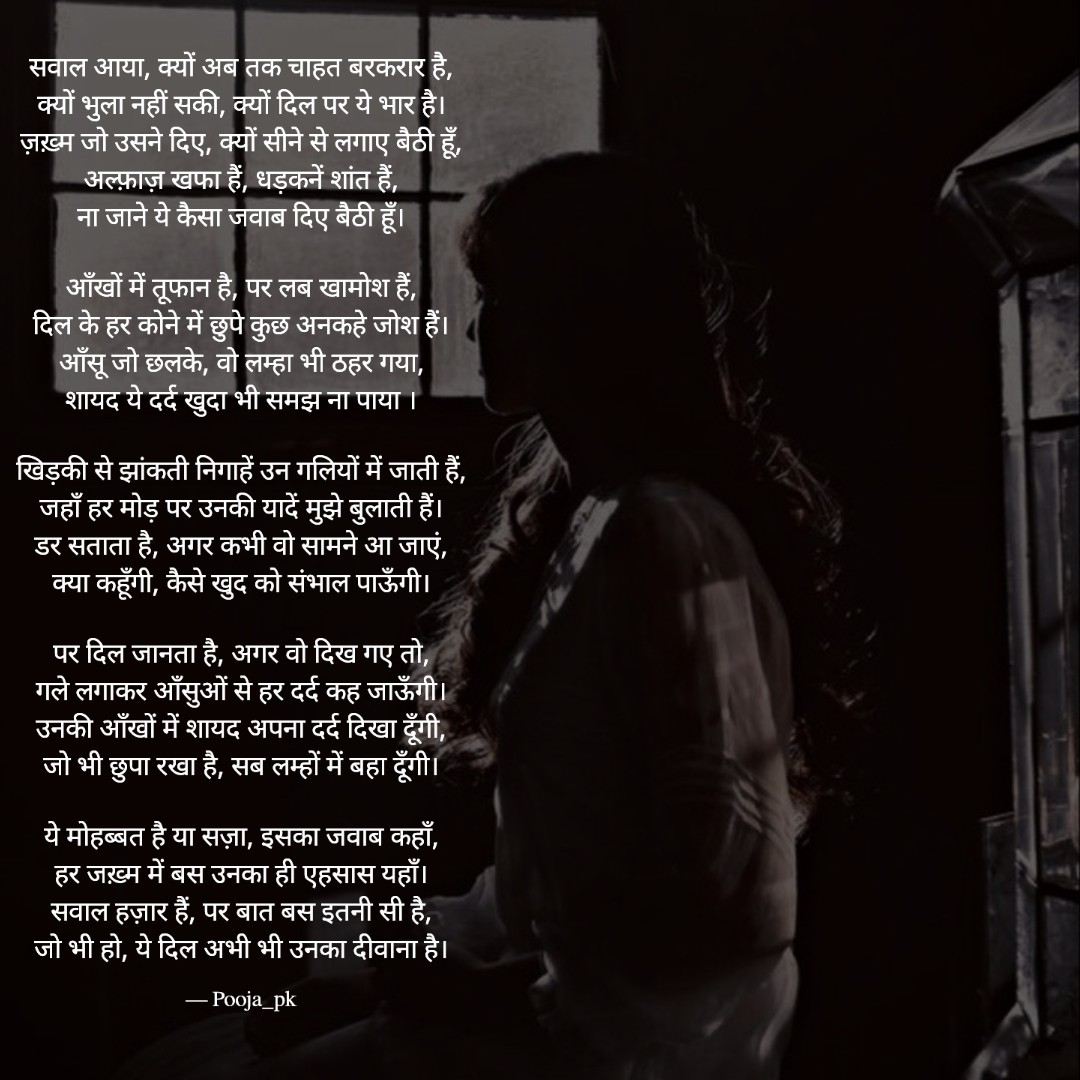 सवाल आया, क्यों अब तक चाहत बरकरार है,
क्यों भुला नहीं सकी, क्यों दिल पर ये भार है।
ज़ख़्म जो उसने दिए, क्यों सीने से लगाए बैठी हूँ,
अल्फ़ाज़ खफा हैं, धड़कनें शांत हैं,
ना जाने ये कैसा जवाब दिए बैठी हूँ।
आँखों में तूफान है, पर लब खामोश हैं,
दिल के हर कोने में छुपे कुछ अनकहे जोश हैं।
आँसू जो छलके, वो लम्हा भी ठहर गया,
शायद ये दर्द खुदा भी समझ ना पाया ।
खिड़की से झांकती निगाहें उन गलियों में जाती हैं,
जहाँ हर मोड़ पर उनकी यादें मुझे बुलाती हैं।
डर सताता है, अगर कभी वो सामने आ जाएं,
क्या कहूँगी, कैसे खुद को संभाल पाऊँगी।
पर दिल जानता है, अगर वो दिख गए तो,
गले लगाकर आँसुओं से हर दर्द कह जाऊँगी।
उनकी आँखों में शायद अपना दर्द दिखा दूँगी,
जो भी छुपा रखा है, सब लम्हों में बहा दूँगी।
ये मोहब्बत है या सज़ा, इसका जवाब कहाँ,
हर जख़्म में बस उनका ही एहसास यहाँ।
सवाल हज़ार हैं, पर बात बस इतनी सी है,
जो भी हो, ये दिल अभी भी उनका दीवाना है।
— Pooja_pk